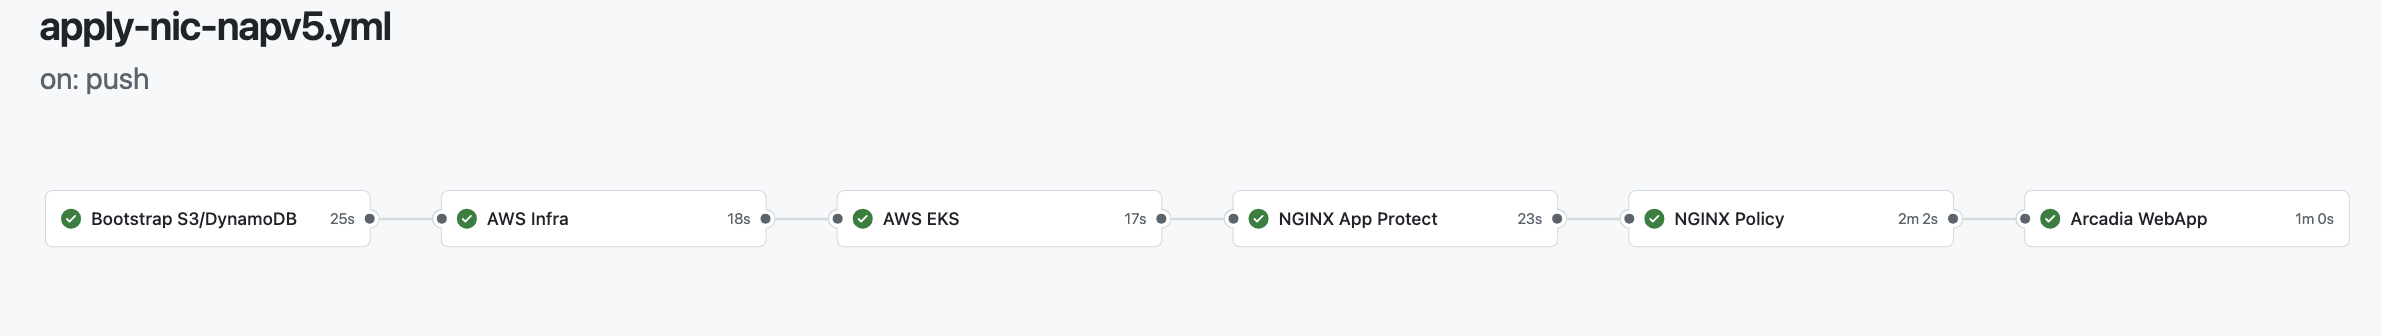 apply-nic-napv5.yml
on: push
Bootstrap S3/DynamoDB 25s
AWS Infra 18s
AWS EKS 17s
NGINX App Protect 23s
NGINX Policy 2m 2s
Arcadia WebApp 1m 0s